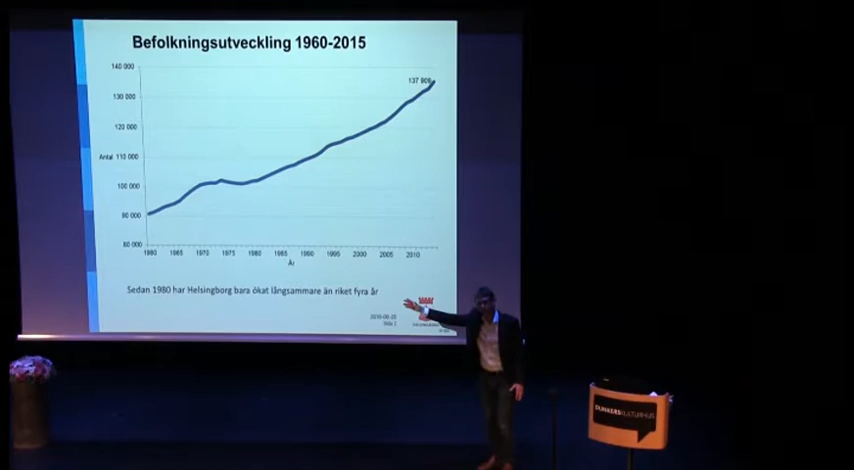 Befolkningsutveckling 1960-2015
140 000
137 909
130 000
120 000
Antal 110 000
100 000
90 000
80 000
1960 1965 1970 1975 1980 1985 1990 1995 2000 2005 2010
År
Sedan 1980 har Helsingborg bara ökat långsammare än riket fyra år
DUNKERSKULTURHUS